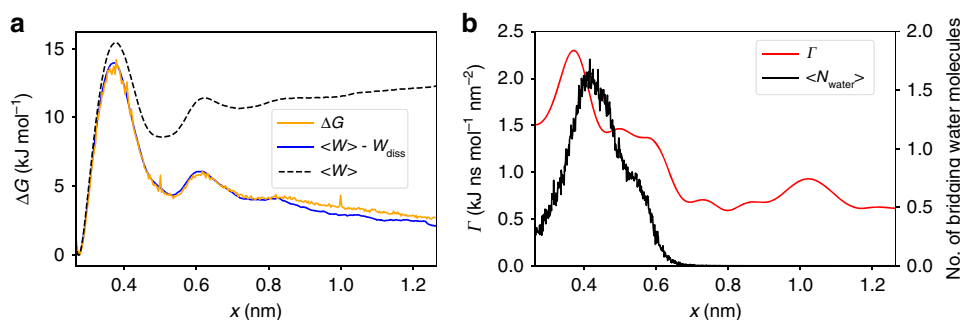 a
ΔG (kJ mol⁻¹)
15
10
5
0
0.4
0.6
0.8
1.0
1.2
x (nm)
ΔG
<W> - W_diss
<W>
b
Γ (kJ ns mol⁻¹ nm⁻²)
2.5
2.0
1.5
1.0
0.5
0.0
0.4
0.6
0.8
1.0
1.2
x (nm)
Γ
<N_water>
2.0
1.5
1.0
0.5
0.0
No. of bridging water molecules